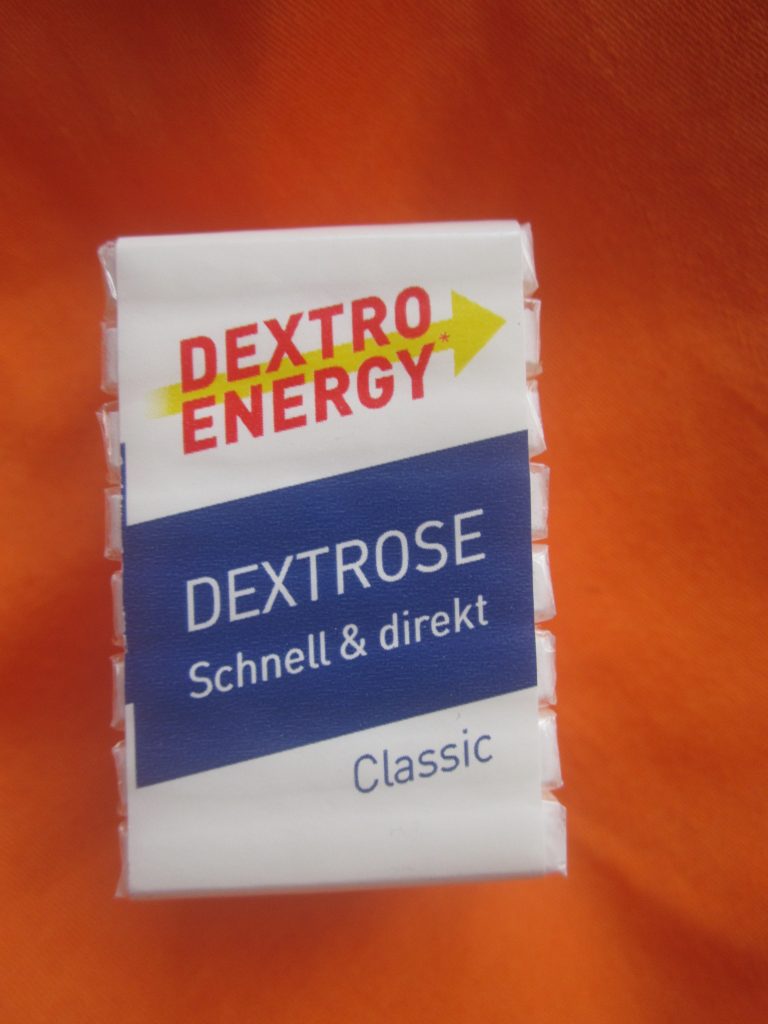 DEXTRO
ENERGY*
DEXTROSE
Schnell & direkt
Classic